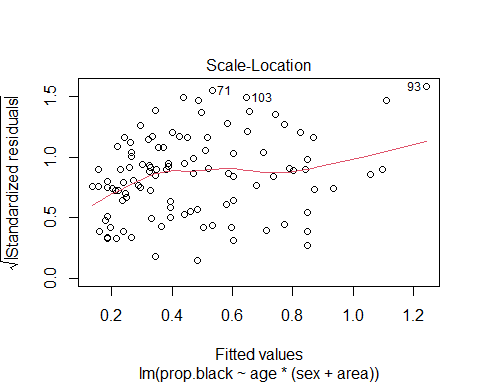 Scale-Location
√|Standardized residuals|
1.5
1.0
0.5
0.0
71
103
93
0.2 0.4 0.6 0.8 1.0 1.2
Fitted values
lm(prop.black ~ age * (sex + area))